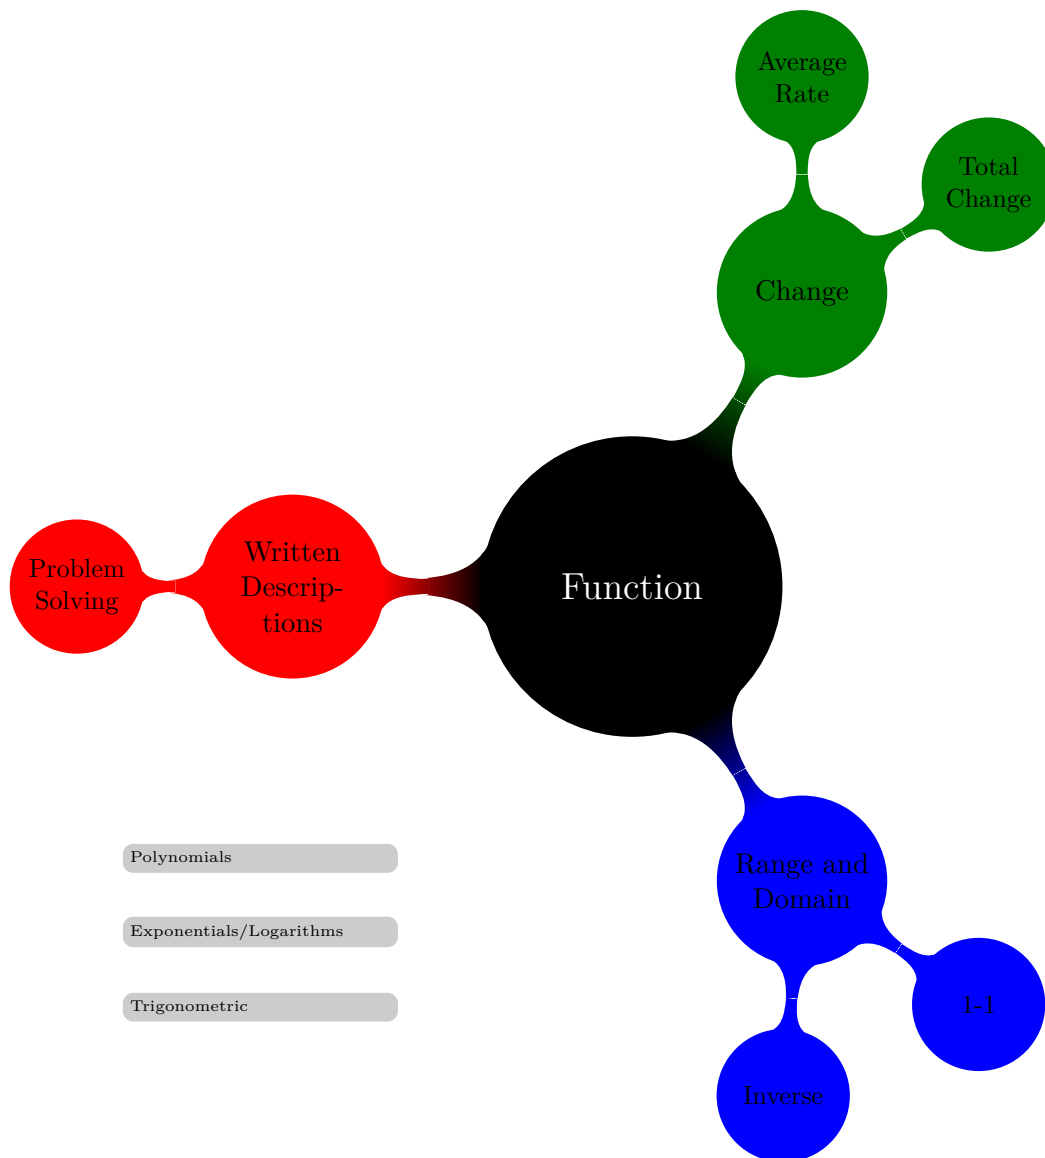 Average
Rate
Total
Change
Change
Written
Descrip-
tions
Problem
Solving
Function
Polynomials
Range and
Domain
Exponentials/Logarithms
Trigonometric
1-1
Inverse